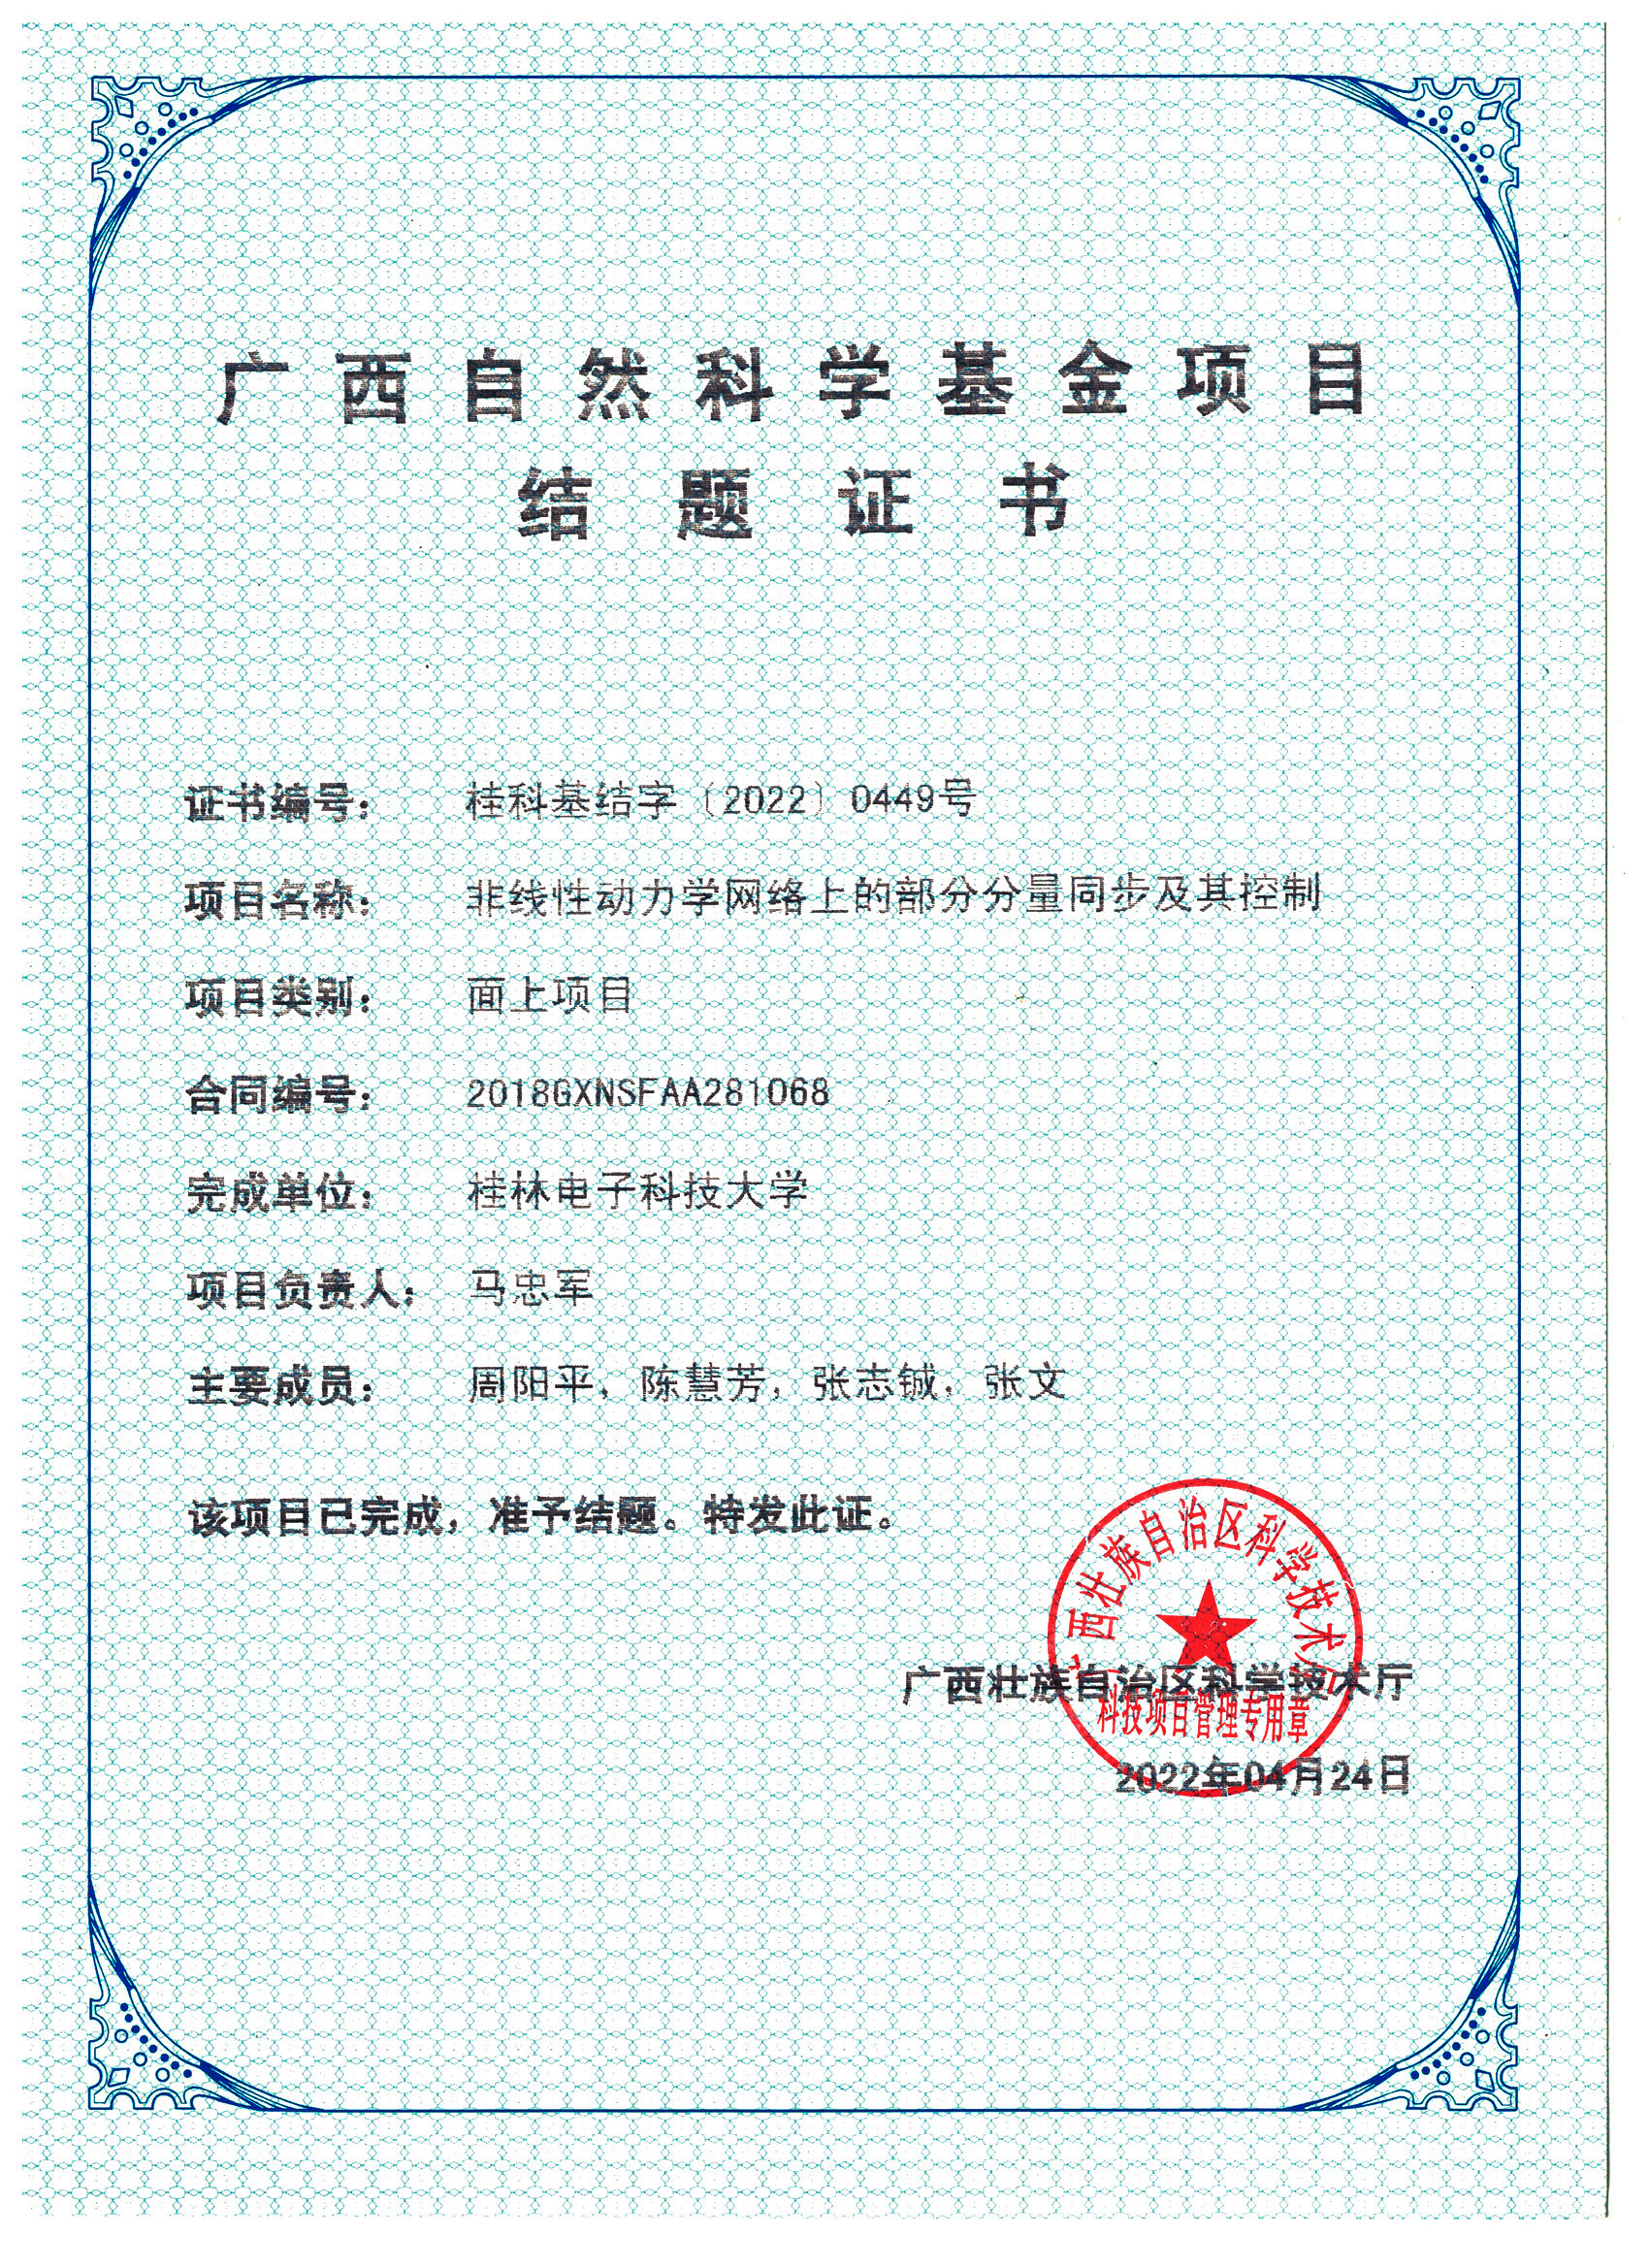 广西自然科学基金项目
结题证书
证书编号： 桂科基结字〔2022〕0449号
项目名称： 非线性动力学网络上的部分分量同步及其控制
项目类别： 面上项目
合同编号： 2018GXNSFAA281068
完成单位： 桂林电子科技大学
项目负责人： 马忠军
主要成员： 周阳平，陈慧芳，张志铖，张文
该项目已完成，准予结题。特发此证。
广西壮族自治区科学技术厅
广西壮族自治区科学技术厅
科技项目管理专用章
2022年04月24日